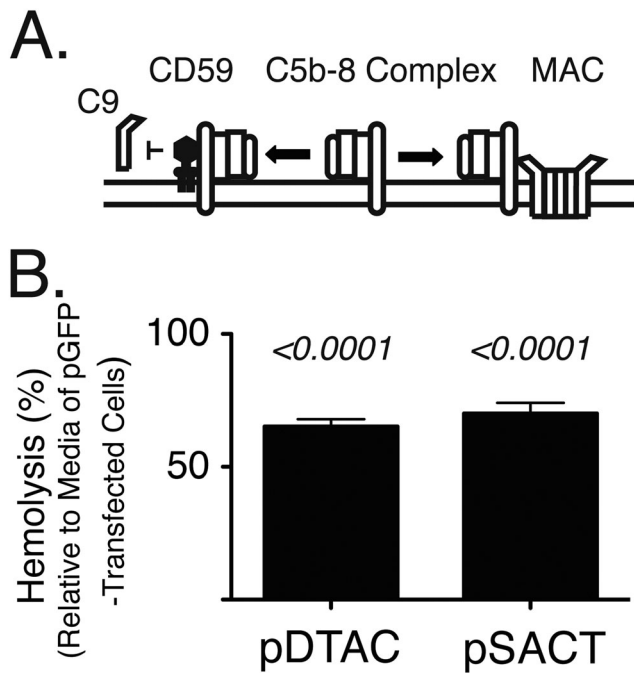 A.
CD59 C5b-8 Complex MAC
C9
B.
Hemolysis (%)
(Relative to Media of pGFP
-Transfected Cells)
100
50
<0.0001 <0.0001
pDTAC pSACT